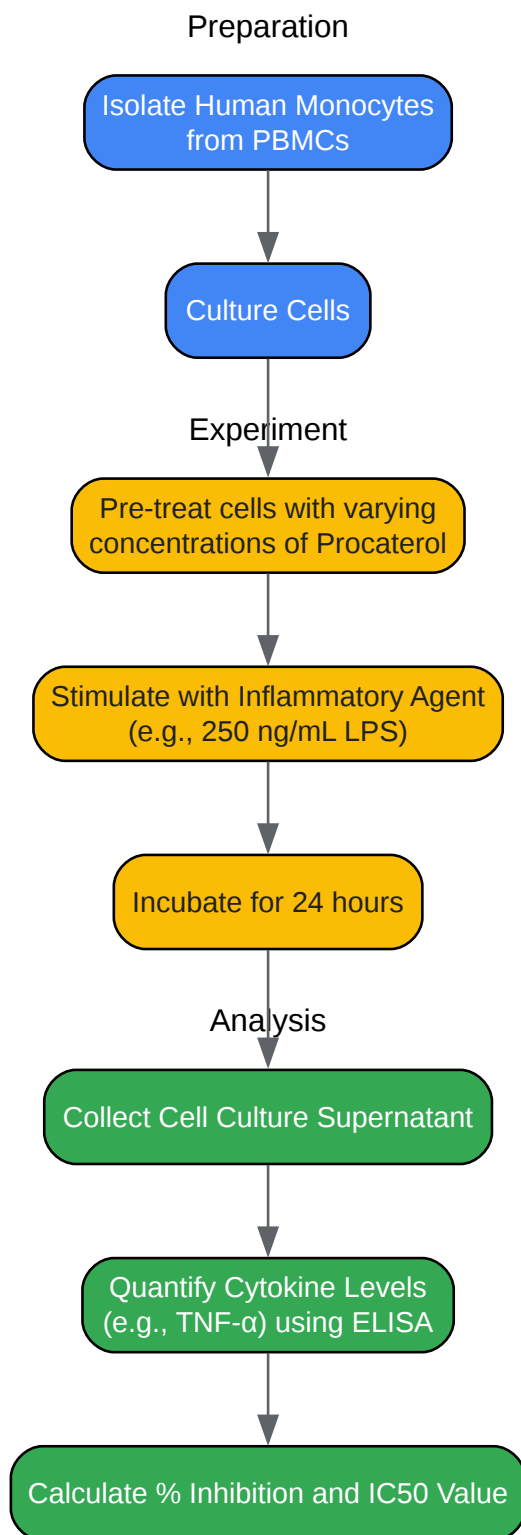 Preparation
Isolate Human Monocytes
from PBMCs
Culture Cells
Experiment
Pre-treat cells with varying
concentrations of Procaterol
Stimulate with Inflammatory Agent
(e.g., 250 ng/mL LPS)
Incubate for 24 hours
Analysis
Collect Cell Culture Supernatant
Quantify Cytokine Levels
(e.g., TNF-α) using ELISA
Calculate % Inhibition and IC50 Value